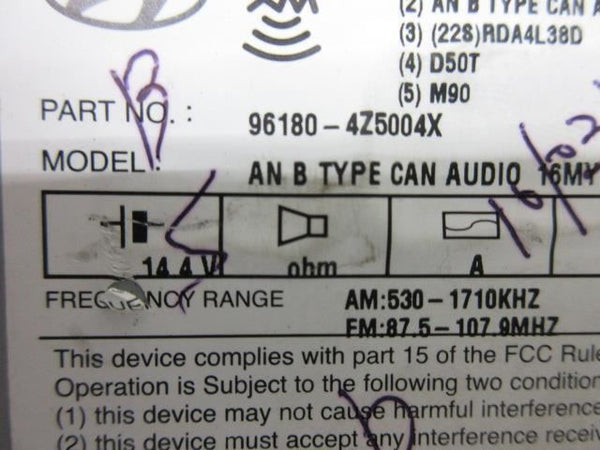 (2) AN B TYPE CAN A
(3) (22S)RDA4L38D
(4) D50T
(5) M90
PART NO. : 96180-4Z5004X
MODEL : AN B TYPE CAN AUDIO 16MY
14.4 V ohm A
FREQUENCY RANGE AM:530-1710KHZ
FM:87.5-107.9MHZ
This device complies with part 15 of the FCC Rule
Operation is Subject to the following two condition
(1) this device may not cause harmful interference
(2) this device must accept any interference receiv